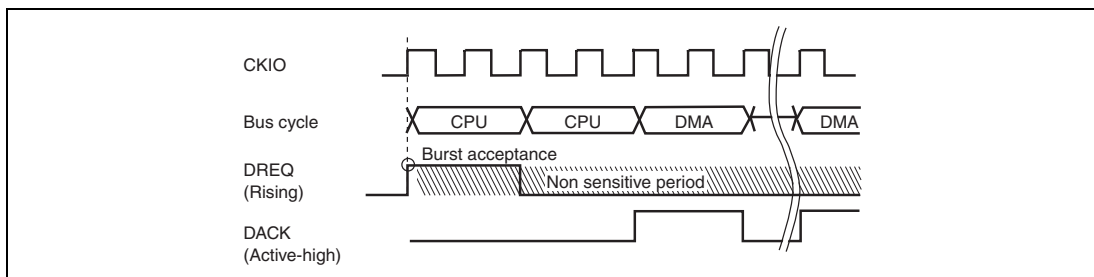 CKIO
Bus cycle
CPU CPU DMA DMA
Burst acceptance
DREQ
(Rising)
Non sensitive period
DACK
(Active-high)